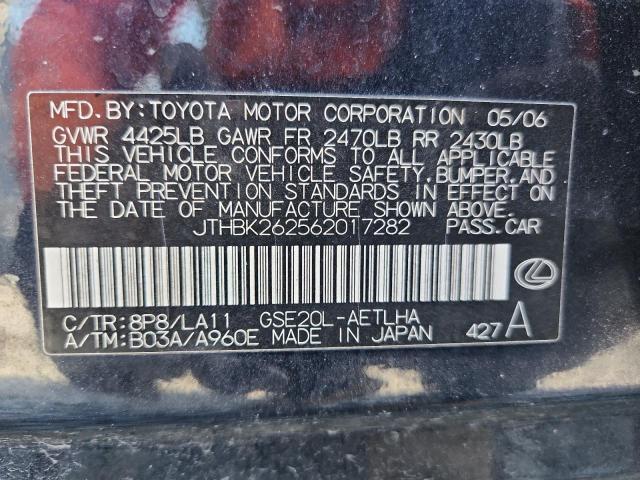 MFD. BY: TOYOTA MOTOR CORPORATION 05/06
GVWR 4425LB GAWR FR 2470LB RR 2430LB
THIS VEHICLE CONFORMS TO ALL APPLICABLE
FEDERAL MOTOR VEHICLE SAFETY, BUMPER, AND
THEFT PREVENTION STANDARDS IN EFFECT ON
THE DATE OF MANUFACTURE SHOWN ABOVE.
JTHBK262562017282 PASS. CAR
C/TR: 8P8/LA11 GSE20L-AETLHA
A/TM: B03A/A960E MADE IN JAPAN 427 A